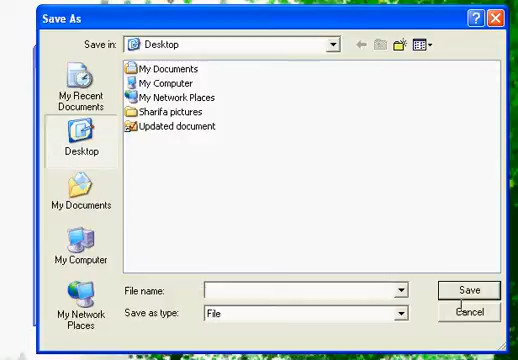 Save As
Save in: Desktop
My Documents
My Computer
My Network Places
Sharifa pictures
Updated document
My Recent
Documents
Desktop
My Documents
My Computer
My Network
Places
File name:
Save
Save as type: File
Cancel